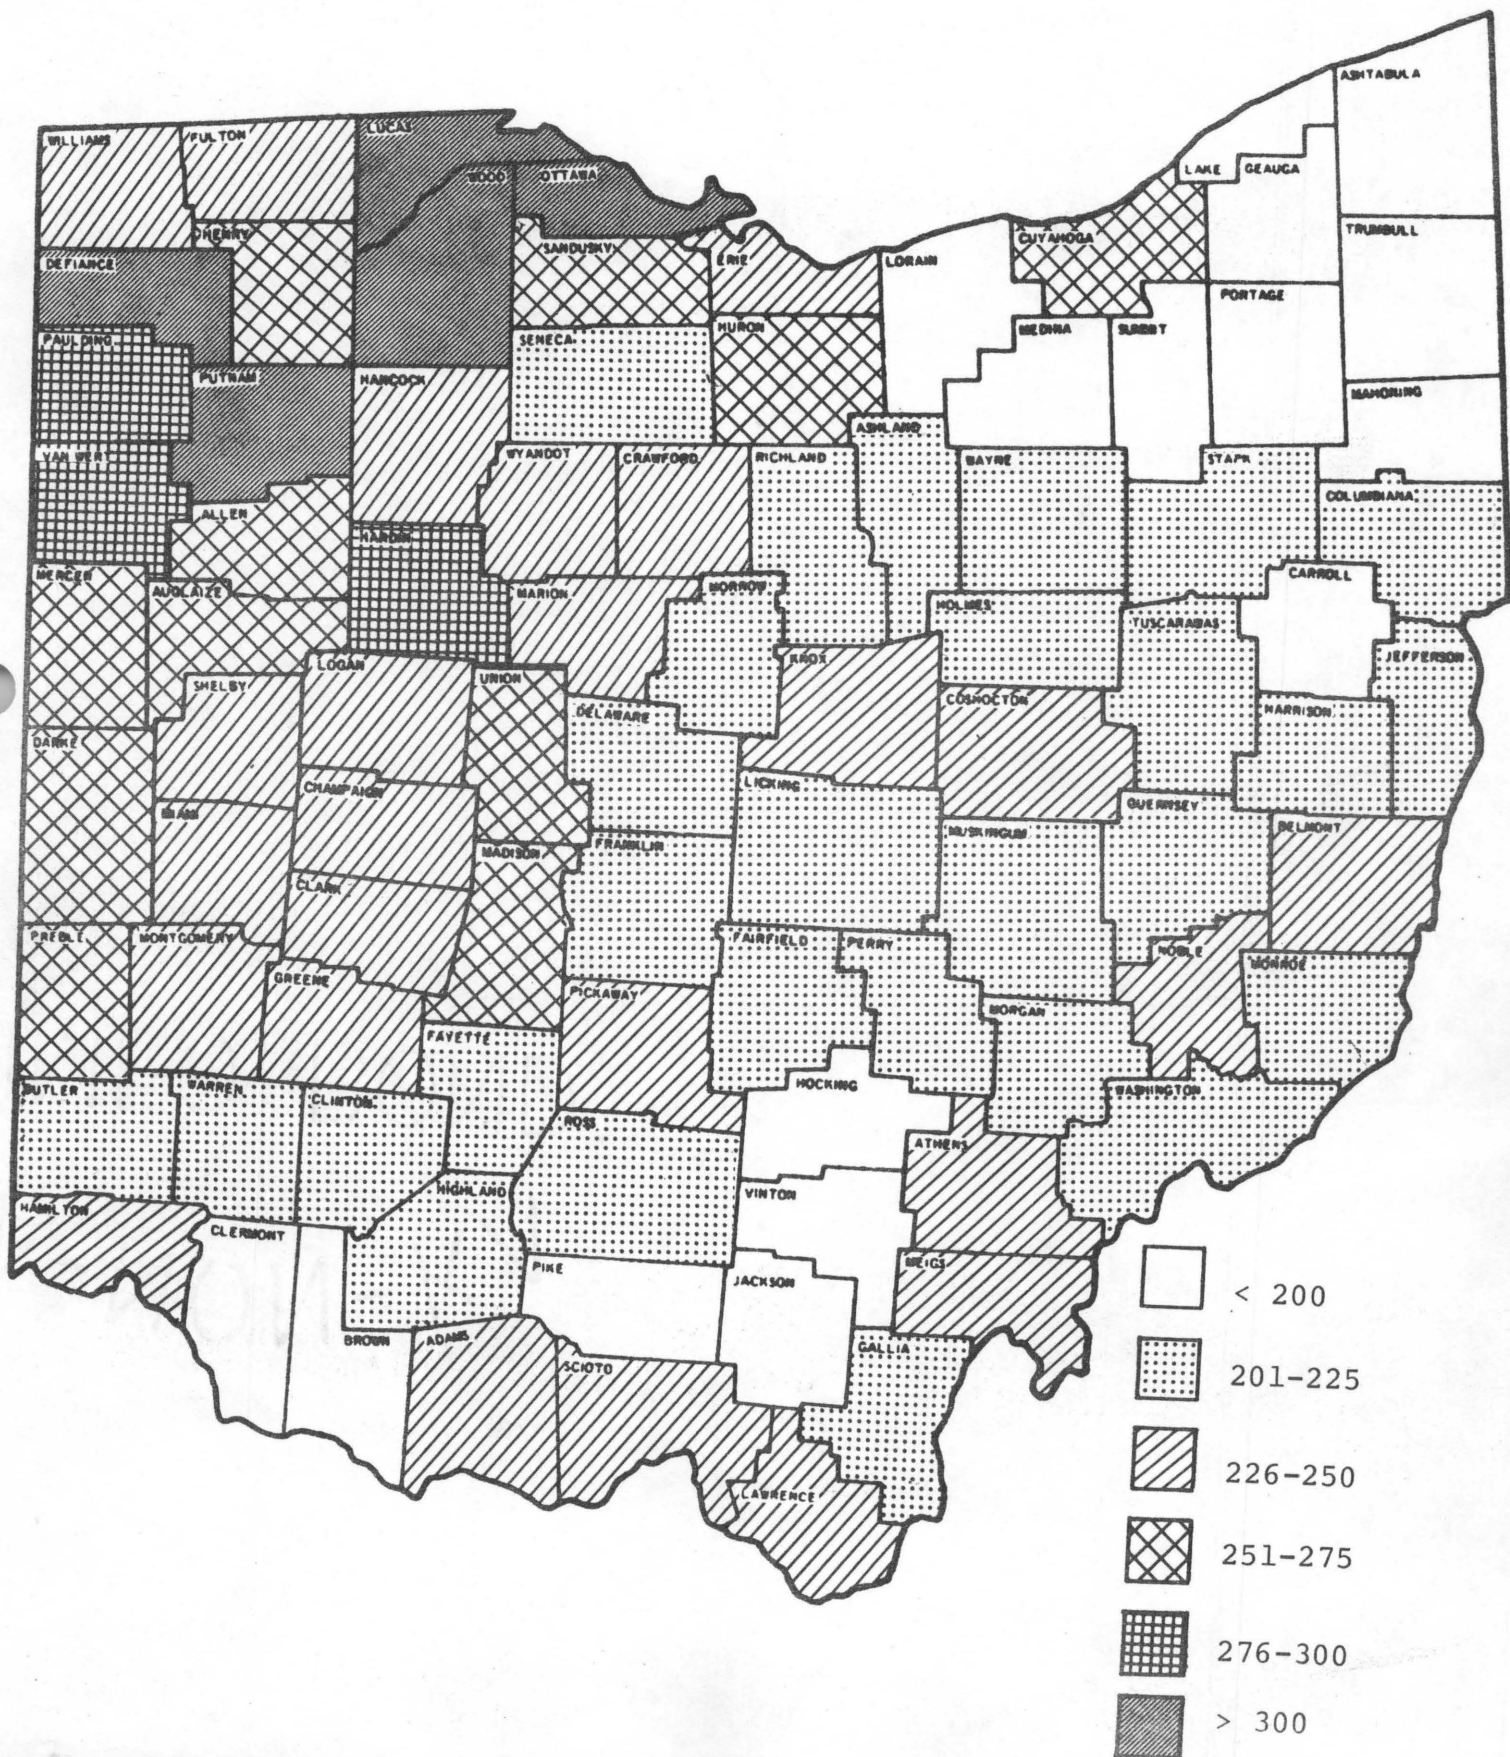 ASHTABULA
WILLIAMS
FULTON
LUCAS
LAKE
GEAUGA
WOOD
OTTAWA
HENRY
SANDUSKY
ERIE
LORAIN
CUYAHOGA
TRUMBULL
DEFIANCE
PORTAGE
PAULDING
SENECA
HURON
MEDINA
SUMMIT
PUTNAM
HANCOCK
MAHONING
ASHLAND
VAN WERT
WYANDOT
CRAWFORD
RICHLAND
WAYNE
STARK
COLUMBIANA
ALLEN
HARDIN
MERCER
AUGLAIZE
MARION
MORROW
CARROLL
HOLMES
TUSCARAWAS
LOGAN
KNOX
JEFFERSON
SHELBY
UNION
DELAWARE
COSHOCTON
HARRISON
DARKE
CHAMPAIGN
LICKING
MIAMI
GUERNSEY
FRANKLIN
MUSKINGUM
BELMONT
MADISON
CLARK
PREBLE
MONTGOMERY
FAIRFIELD
PERRY
NOBLE
MONROE
GREENE
PICKAWAY
MORGAN
FAYETTE
BUTLER
WARREN
CLINTON
HOCKING
WASHINGTON
ROSS
ATHENS
HIGHLAND
VINTON
HAMILTON
CLERMONT
PIKE
JACKSON
MEIGS
BROWN
ADAMS
SCIOTO
GALLIA
LAWRENCE
< 200
201-225
226-250
251-275
276-300
> 300